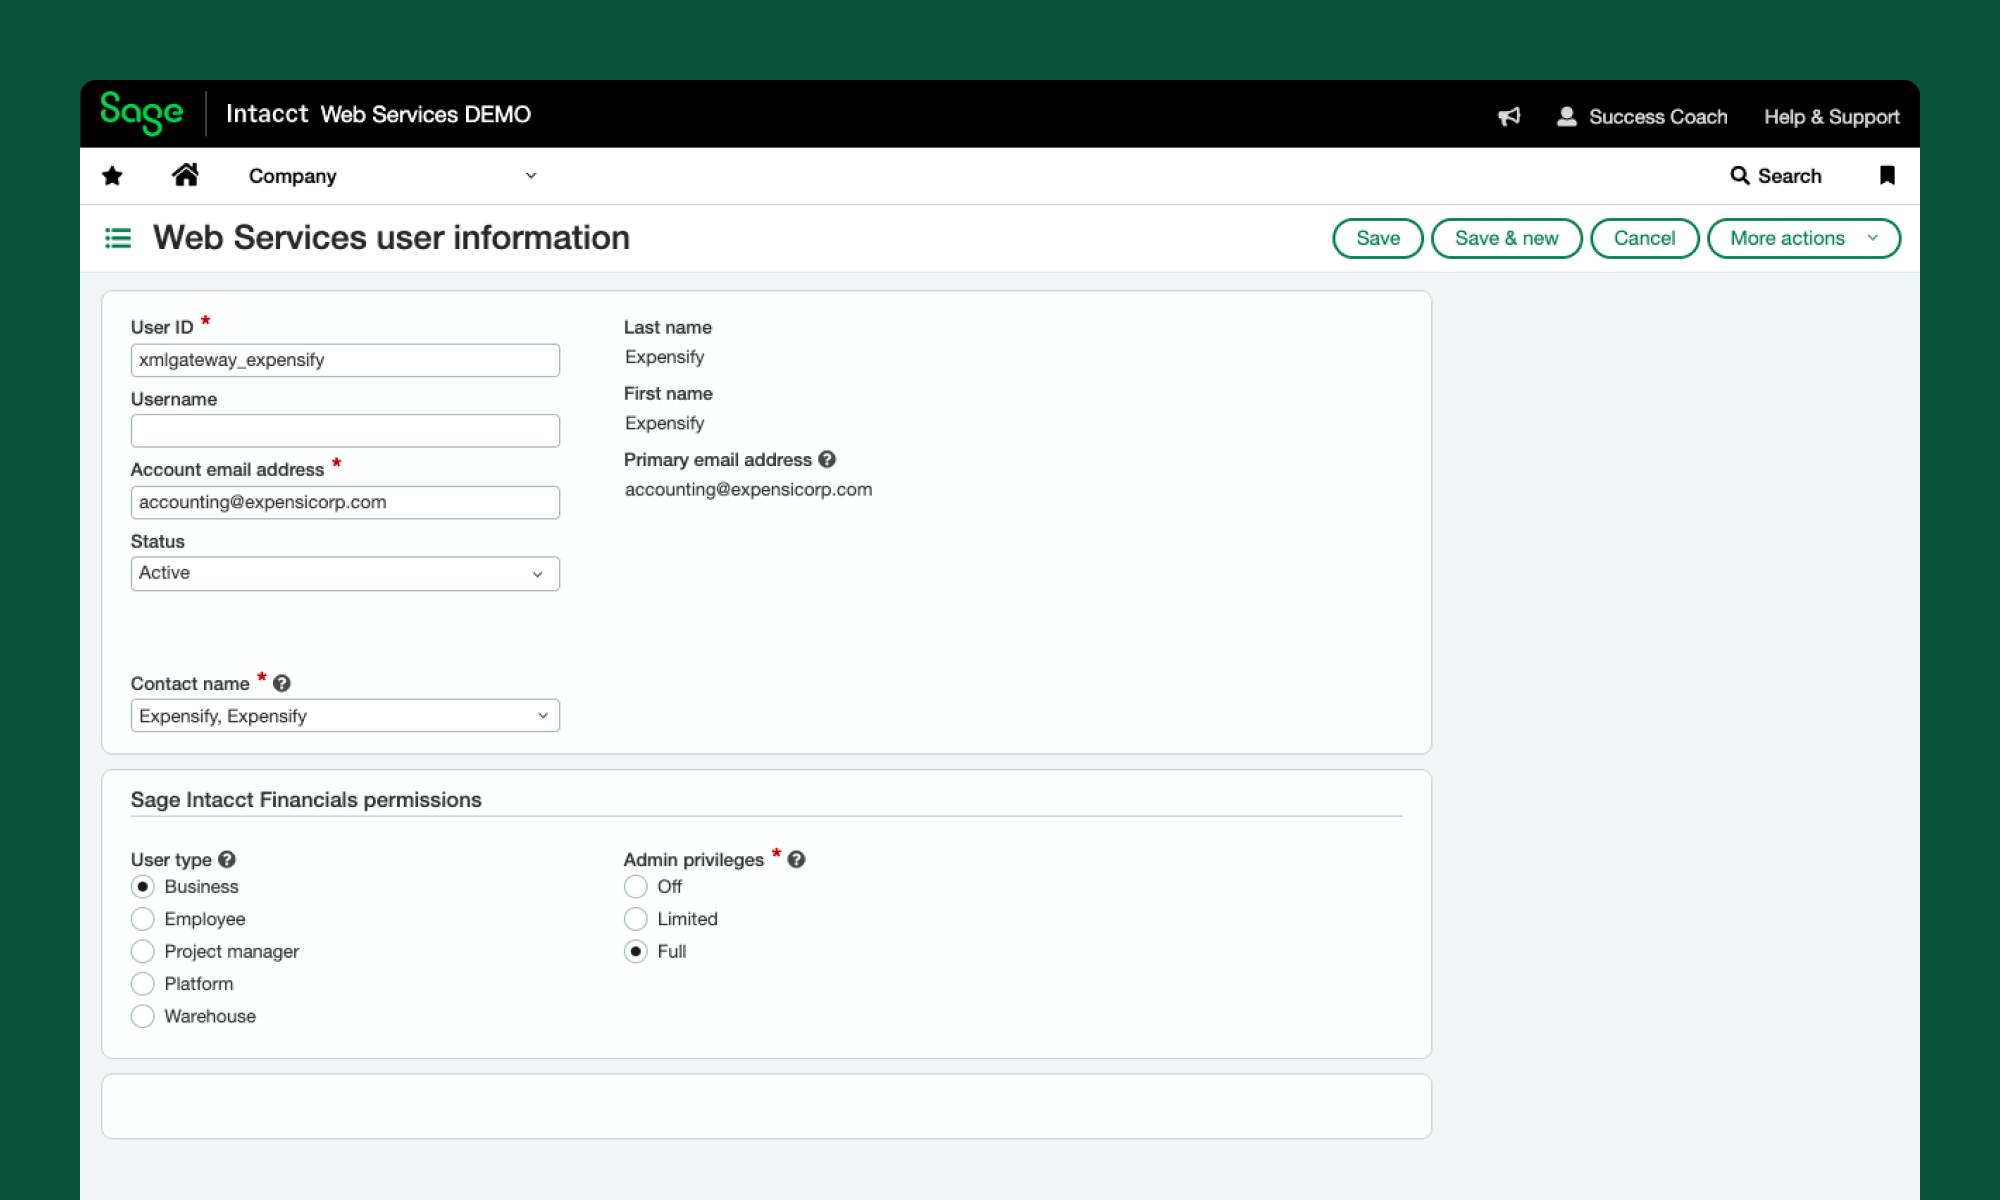 Sage Intacct Web Services DEMO Success Coach Help & Support
Company Search
Web Services user information Save Save & new Cancel More actions
User ID * Last name
xmlgateway_expensify Expensify
Username First name
Expensify
Account email address * Primary email address ?
accounting@expensicorp.com accounting@expensicorp.com
Status
Active
Contact name * ?
Expensify, Expensify
Sage Intacct Financials permissions
User type ? Admin privileges * ?
Business Off
Employee Limited
Project manager Full
Platform
Warehouse